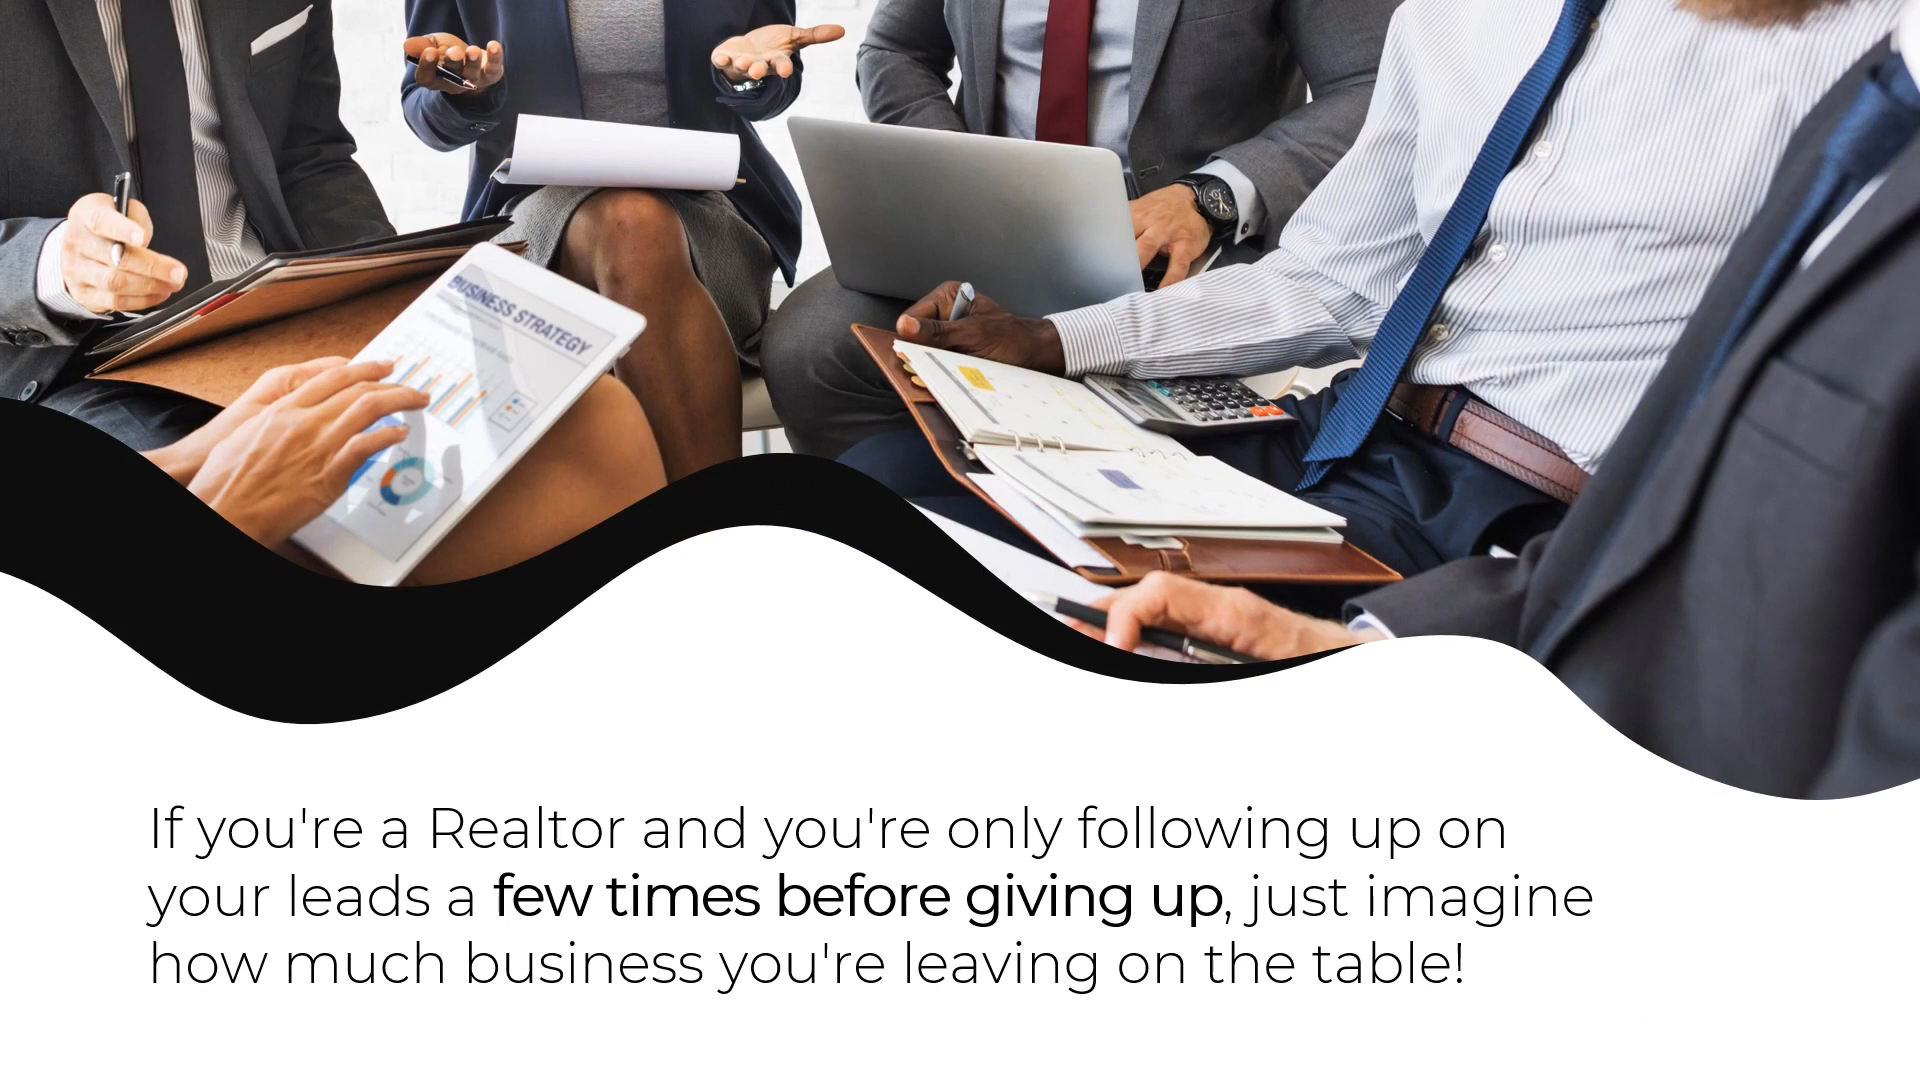 BUSINESS STRATEGY
If you're a Realtor and you're only following up on
your leads a few times before giving up, just imagine
how much business you're leaving on the table!